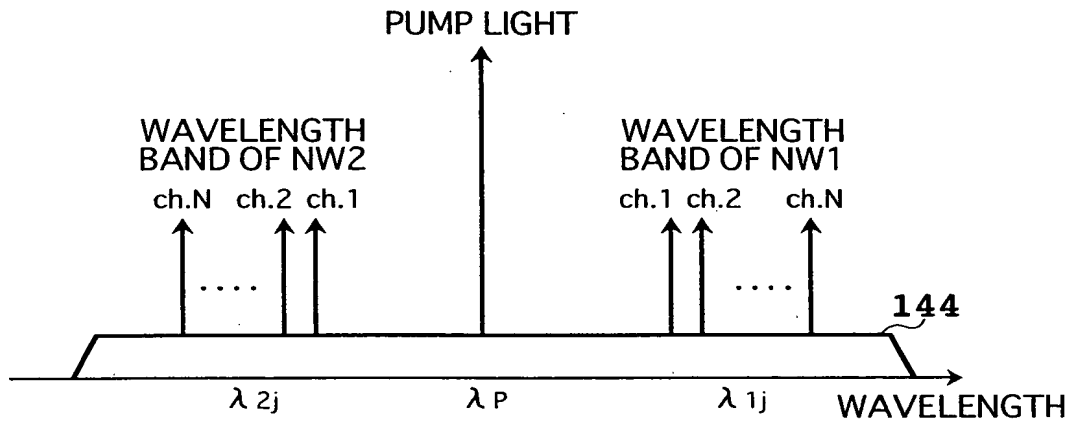 PUMP LIGHT
WAVELENGTH
BAND OF NW2
WAVELENGTH
BAND OF NW1
ch.N ch.2 ch.1
ch.1 ch.2 ch.N
....
....
144
λ 2j
λ P
λ 1j
WAVELENGTH